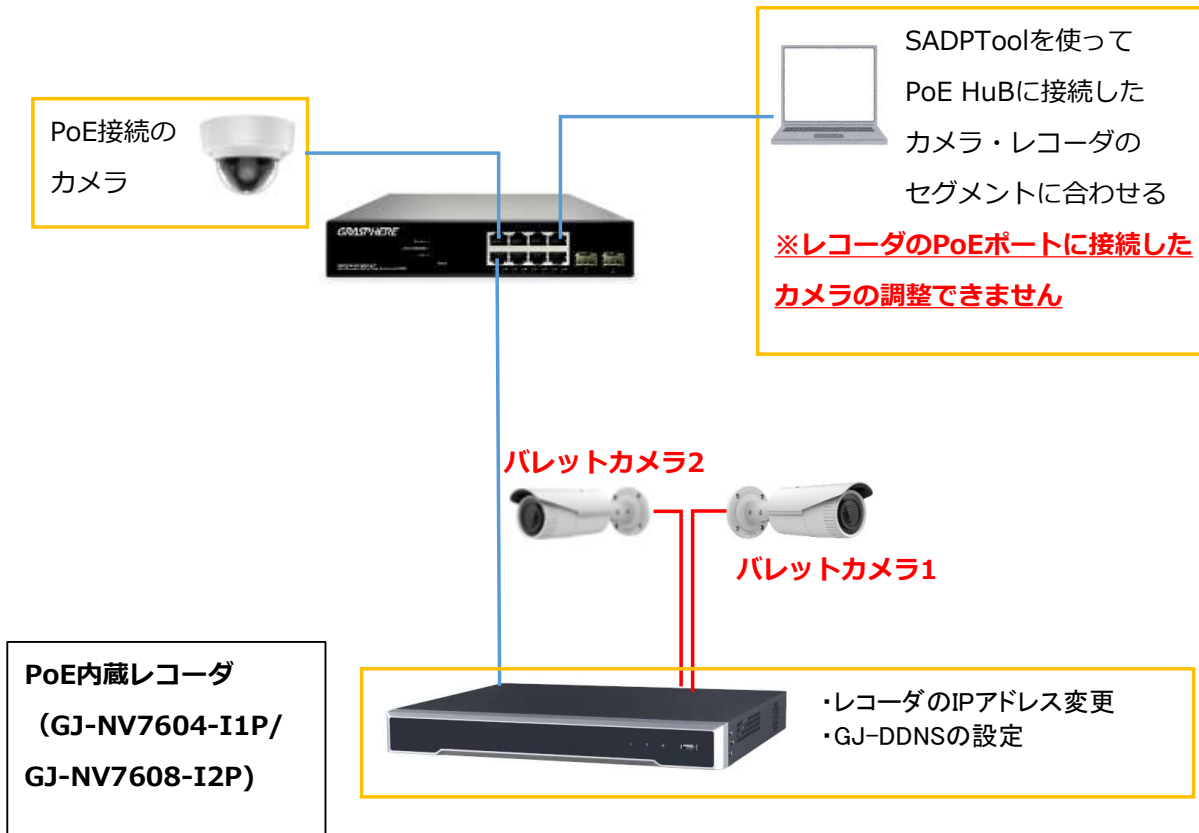 SADPToolを使って
PoE HuBに接続した
カメラ・レコーダの
セグメントに合わせる
※レコーダのPoEポートに接続した
カメラの調整できません
PoE接続の
カメラ
GRASPHERE
バレットカメラ2
バレットカメラ1
PoE内蔵レコーダ
（GJ-NV7604-I1P/
GJ-NV7608-I2P)
・レコーダのIPアドレス変更
・GJ-DDNSの設定